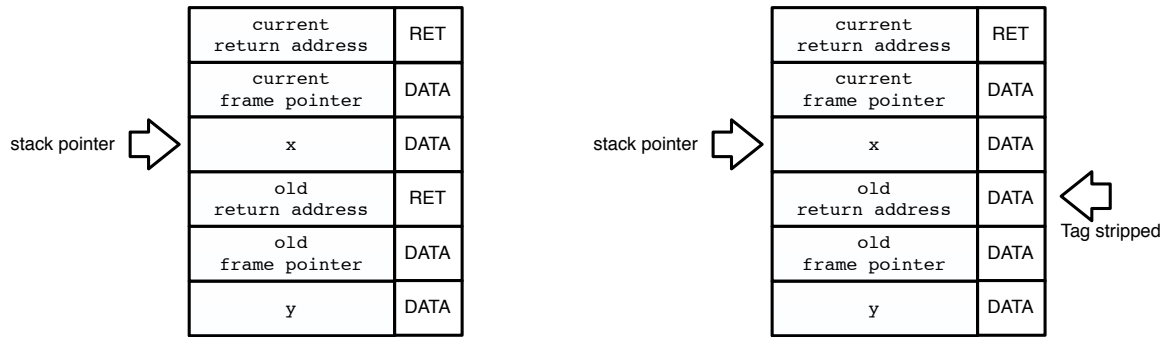 current
return address
RET
current
frame pointer
DATA
stack pointer
x
DATA
old
return address
RET
old
frame pointer
DATA
y
DATA
current
return address
RET
current
frame pointer
DATA
stack pointer
x
DATA
old
return address
DATA
Tag stripped
old
frame pointer
DATA
y
DATA